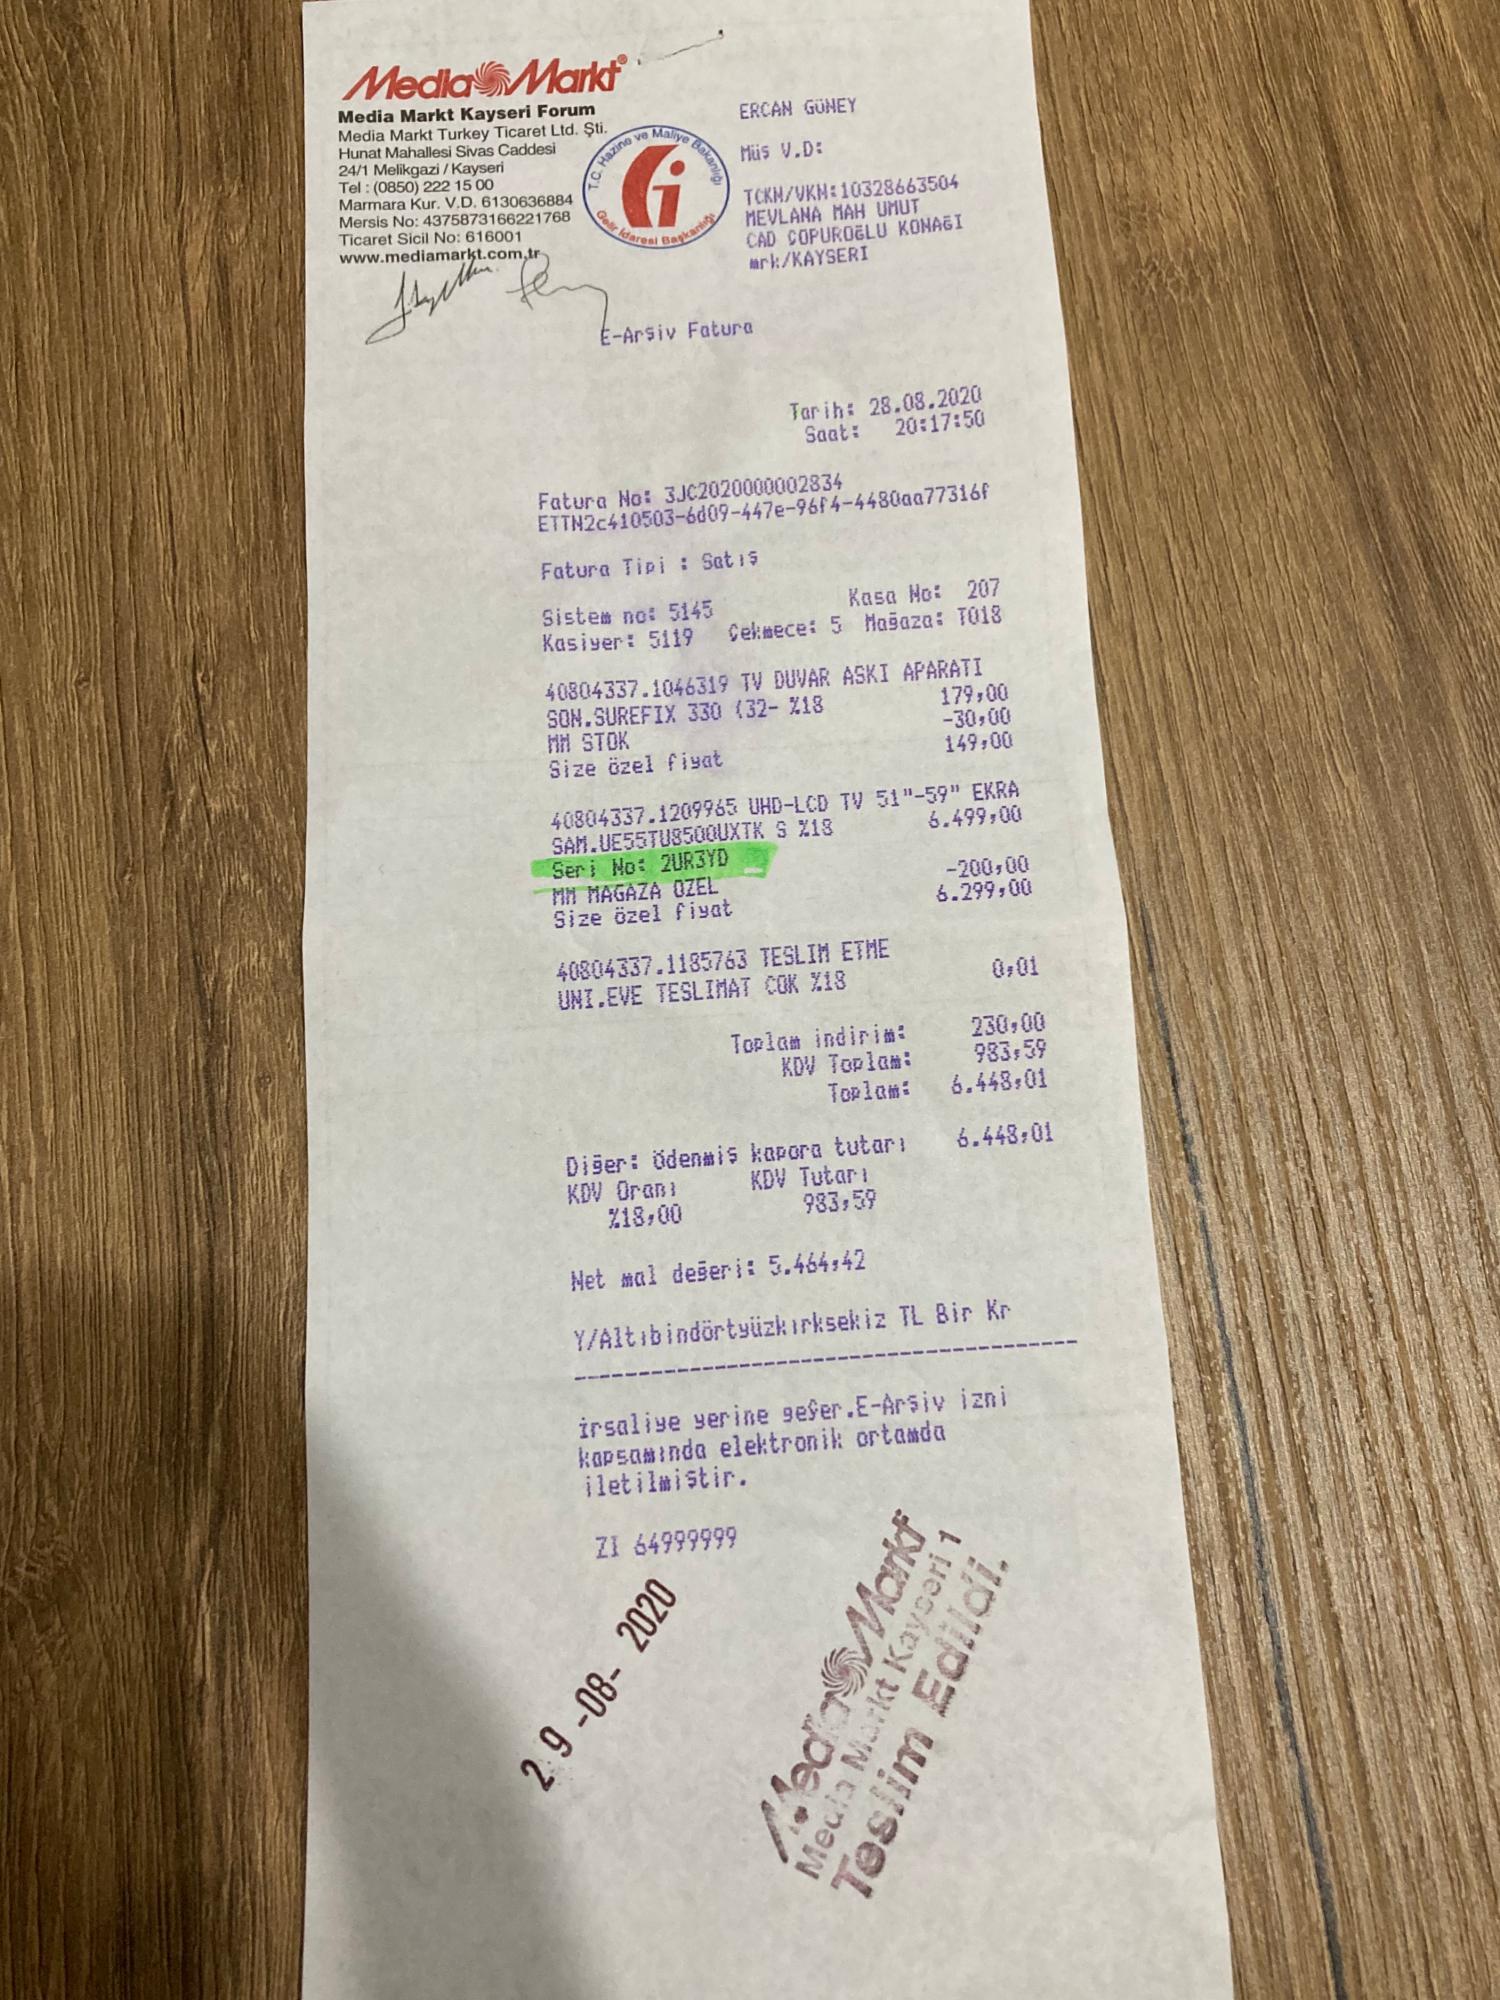 Media Markt®
Media Markt Kayseri Forum
Media Markt Turkey Ticaret Ltd. Şti.
Hunat Mahallesi Sivas Caddesi
24/1 Melikgazi / Kayseri
Tel : (0850) 222 15 00
Marmara Kur. V.D. 6130636884
Mersis No: 4375873166221768
Ticaret Sicil No: 616001
www.mediamarkt.com.tr
T.C. Hazine ve Maliye Bakanlığı
Gelir İdaresi Başkanlığı
ERCAN GÜNEY
Müş V.D:
TCKN/VKN:10328663504
MEVLANA MAH UMUT
CAD ÇOPUROĞLU KONAĞI
mrk/KAYSERI
E-Arşiv Fatura
Tarih: 28.08.2020
Saat: 20:17:50
Fatura No: 3JC2020000002834
ETTN2c410503-6d09-447e-96f4-4480aa77316f
Fatura Tipi : Satış
Sistem no: 5145 Kasa No: 207
Kasiyer: 5119 Çekmece: 5 Mağaza: T018
40804337.1046319 TV DUVAR ASKI APARATI
SON.SUREFIX 330 (32- %18 179,00
MM STOK -30,00
Size özel fiyat 149,00
40804337.1209965 UHD-LCD TV 51"-59" EKRA
SAM.UE55TU8500UXTK S %18 6.499,00
Seri No: 2UR3YD
MM MAGAZA OZEL -200,00
Size özel fiyat 6.299,00
40804337.1185763 TESLIM ETME
UNI.EVE TESLIMAT COK %18 0,01
Toplam indirim: 230,00
KDV Toplam: 983,59
Toplam: 6.448,01
Diğer: Ödenmiş kapora tutarı 6.448,01
KDV Oranı KDV Tutarı
%18,00 983,59
Net mal değeri: 5.464,42
Y/Altıbindörtyüzkırksekiz TL Bir Kr
İrsaliye yerine geçer.E-Arşiv izni
kapsamında elektronik ortamda
iletilmiştir.
ZI 64999999
29-08-2020
Media Markt
Media Markt Kayseri 1
Teslim Edildi.